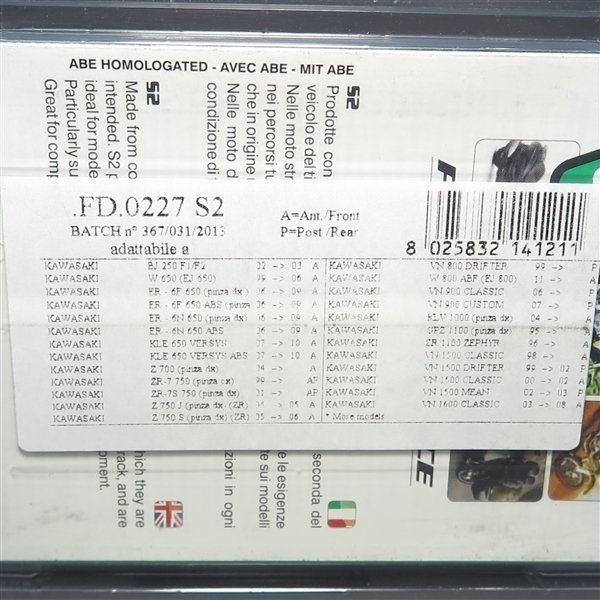 ABE HOMOLOGATED - AVEC ABE - MIT ABE
S2
Made from co
intended. S2 p
ideal for mode
Particularly su
Great for comp
S2
Prodotte con
veicolo e del ti
che in origine
nei percorsi tu
Nelle moto str
Nelle moto d
condizione di
.FD.0227 S2
BATCH nº 367/031/2013
adattabile a
A=Ant./Front
P=Post./Rear
8 025832 141211
KAWASAKI BJ 250 F1/F2 02 -> 03 A
KAWASAKI W 650 (EJ 650) 99 -> 06 A
KAWASAKI ER - 6F 650 (pinza dx) 06 -> 09 A
KAWASAKI ER - 6F 650 ABS (pinza 06 -> 09 A
KAWASAKI ER - 6N 650 (pinza dx) 06 -> 09 A
KAWASAKI ER - 6N 650 ABS 06 -> 09 A
KAWASAKI KLE 650 VERSYS 07 -> 10 A
KAWASAKI KLE 650 VERSYS ABS 07 -> 10 A
KAWASAKI Z 700 (pinza dx) 04 -> A
KAWASAKI ZR-7 750 (pinza dx) 99 -> AP
KAWASAKI ZR-7S 750 (pinza dx) 01 -> AP
KAWASAKI Z 750 J (pinza dx) (ZR) 04 -> 05 A
KAWASAKI Z 750 S (pinza dx) (ZR) 05 -> 06 A
KAWASAKI VN 800 DRIFTER 99 -> P
KAWASAKI W 800 ABF (EJ 800) 11 -> A
KAWASAKI VN 900 CLASSIC 06 -> P
KAWASAKI VN 900 CUSTOM 07 -> P
KAWASAKI KLV 1000 (pinza dx) 04 -> A
KAWASAKI GPZ 1100 (pinza dx) 95 -> A
KAWASAKI ZR 1100 ZEPHYR 96 -> A
KAWASAKI VN 1500 CLASSIC 98 -> A
KAWASAKI VN 1500 DRIFTER 99 -> 02 P
KAWASAKI VN 1500 CLASSIC 00 -> 02 A
KAWASAKI VN 1500 MEAN 02 -> 03 P
KAWASAKI VN 1600 CLASSIC 03 -> 08 A
* More models
hich they
rack, and are
zioni in ogni
te sui modelli
e le esigenze
seconda del
CE